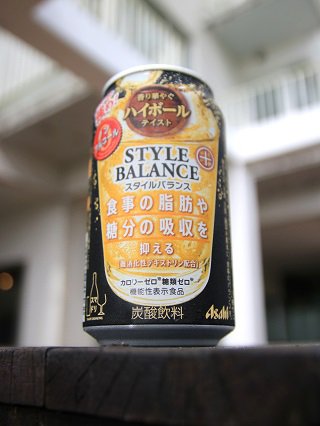 香り華やぐ
ハイボール
テイスト
STYLE
BALANCE
スタイルバランス
食事の脂肪や
糖分の吸収を
抑える
難消化性デキストリン配合
カロリーゼロ 糖類ゼロ
機能性表示食品
炭酸飲料
Asahi